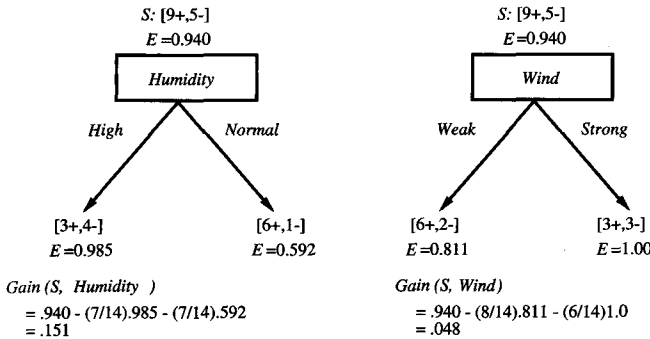 S: [9+,5-]
E =0.940
Humidity
High
Normal
[3+,4-]
E =0.985
[6+,1-]
E =0.592
Gain (S, Humidity )
= .940 - (7/14).985 - (7/14).592
= .151
S: [9+,5-]
E =0.940
Wind
Weak
Strong
[6+,2-]
E =0.811
[3+,3-]
E =1.00
Gain (S, Wind)
= .940 - (8/14).811 - (6/14)1.0
= .048